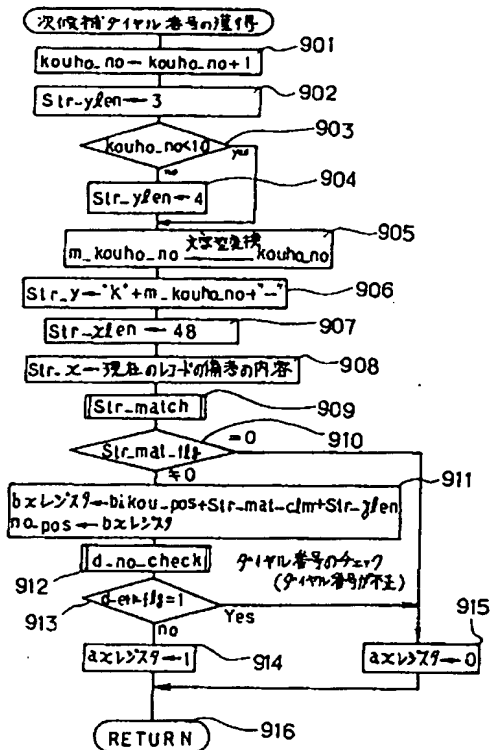 次候補ダイヤル番号の獲得
901
kouho_no ← kouho_no+1
902
Str_ylen ← 3
903
kouho_no<10
yes
no
904
Str_ylen ← 4
905
m_kouho_no 文字型変換 kouho_no
906
Str_y ← "K"+m_kouho_no+"-"
907
Str_xlen ← 48
908
Str_x ← 現在のレコードの備考の内容
909
Str_match
910
Str_mat_flg
=0
≠0
911
bxレジスタ ← bikou_pos+Str_mat_clm+Str_ylen
no_pos ← bxレジスタ
912
d_no_check
ダイヤル番号のチェック
(ダイヤル番号が不正)
913
d_err_flg=1
Yes
no
914
axレジスタ ← 1
915
axレジスタ ← 0
RETURN
916